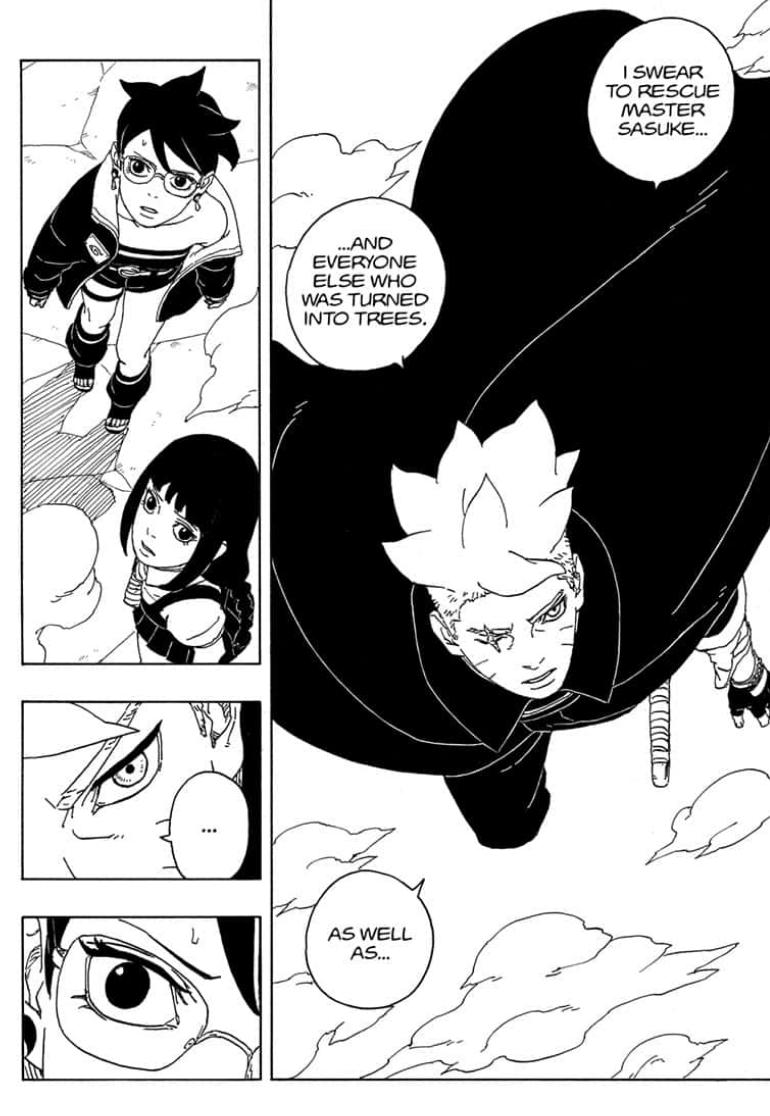 I SWEAR
TO RESCUE
MASTER
SASUKE...
...AND
EVERYONE
ELSE WHO
WAS TURNED
INTO TREES.
...
AS WELL
AS...